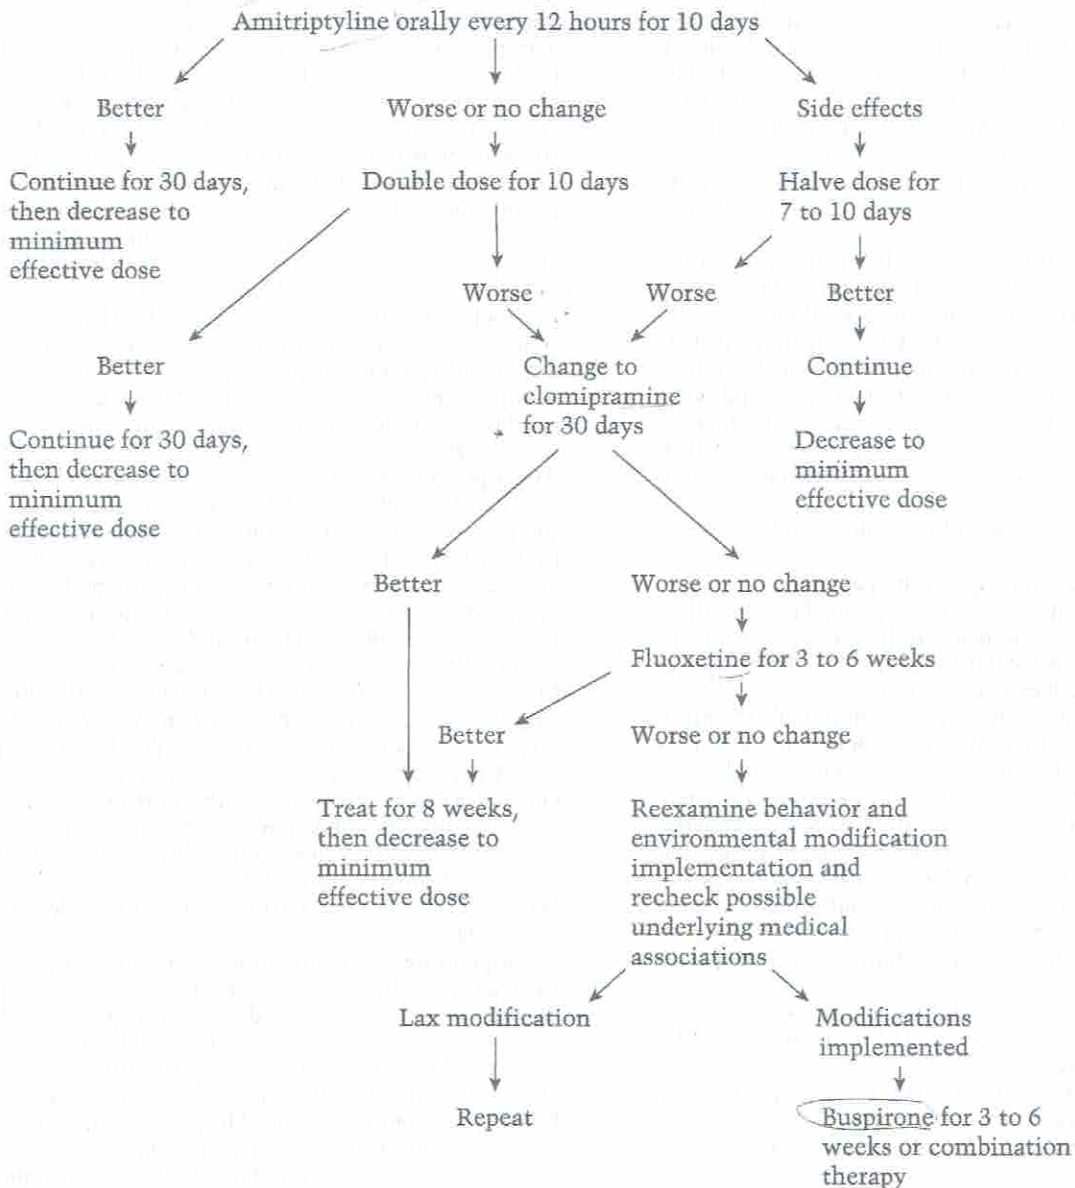 Amitriptyline orally every 12 hours for 10 days
Better
Worse or no change
Side effects
Continue for 30 days,
then decrease to
minimum
effective dose
Double dose for 10 days
Halve dose for
7 to 10 days
Worse
Worse
Better
Better
Change to
clomipramine
for 30 days
Continue
Continue for 30 days,
then decrease to
minimum
effective dose
Decrease to
minimum
effective dose
Better
Worse or no change
Fluoxetine for 3 to 6 weeks
Better
Worse or no change
Treat for 8 weeks,
then decrease to
minimum
effective dose
Reexamine behavior and
environmental modification
implementation and
recheck possible
underlying medical
associations
Lax modification
Modifications
implemented
Repeat
Buspirone for 3 to 6
weeks or combination
therapy